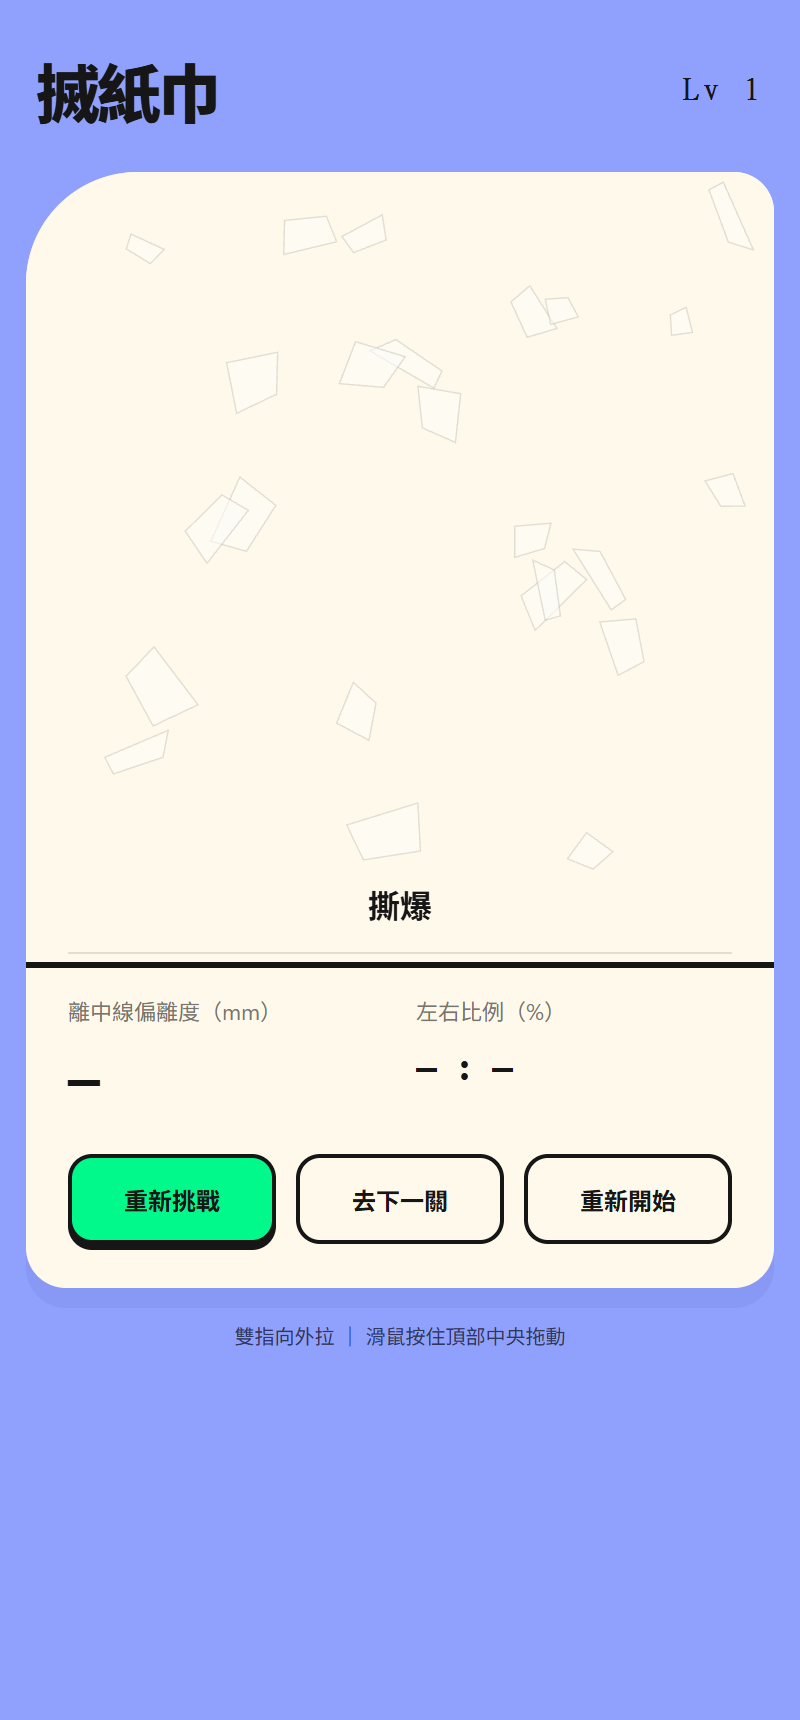 搣紙巾
Lv 1
撕爆
離中線偏離度（mm）
左右比例（%）
—
– : –
重新挑戰
去下一關
重新開始
雙指向外拉｜滑鼠按住頂部中央拖動